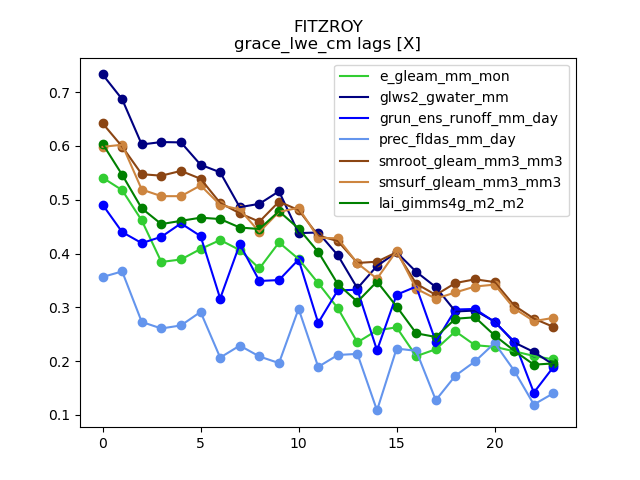 FITZROY
grace_lwe_cm lags [X]
e_gleam_mm_mon
glws2_gwater_mm
grun_ens_runoff_mm_day
prec_fldas_mm_day
smroot_gleam_mm3_mm3
smsurf_gleam_mm3_mm3
lai_gimms4g_m2_m2
0.7
0.6
0.5
0.4
0.3
0.2
0.1
0 5 10 15 20